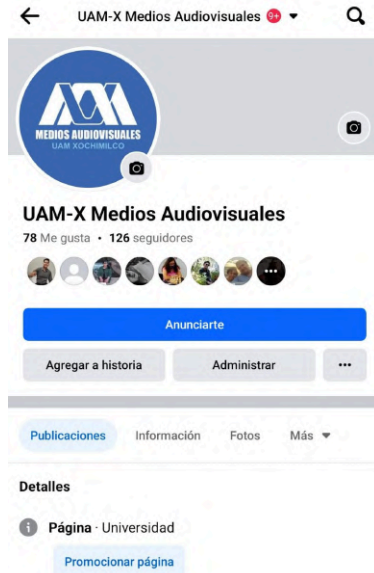 UAM-X Medios Audiovisuales 9+
MEDIOS AUDIOVISUALES
UAM XOCHIMILCO
UAM-X Medios Audiovisuales
78 Me gusta • 126 seguidores
Anunciarte
Agregar a historia Administrar
Publicaciones Información Fotos Más
Detalles
Página · Universidad
Promocionar página